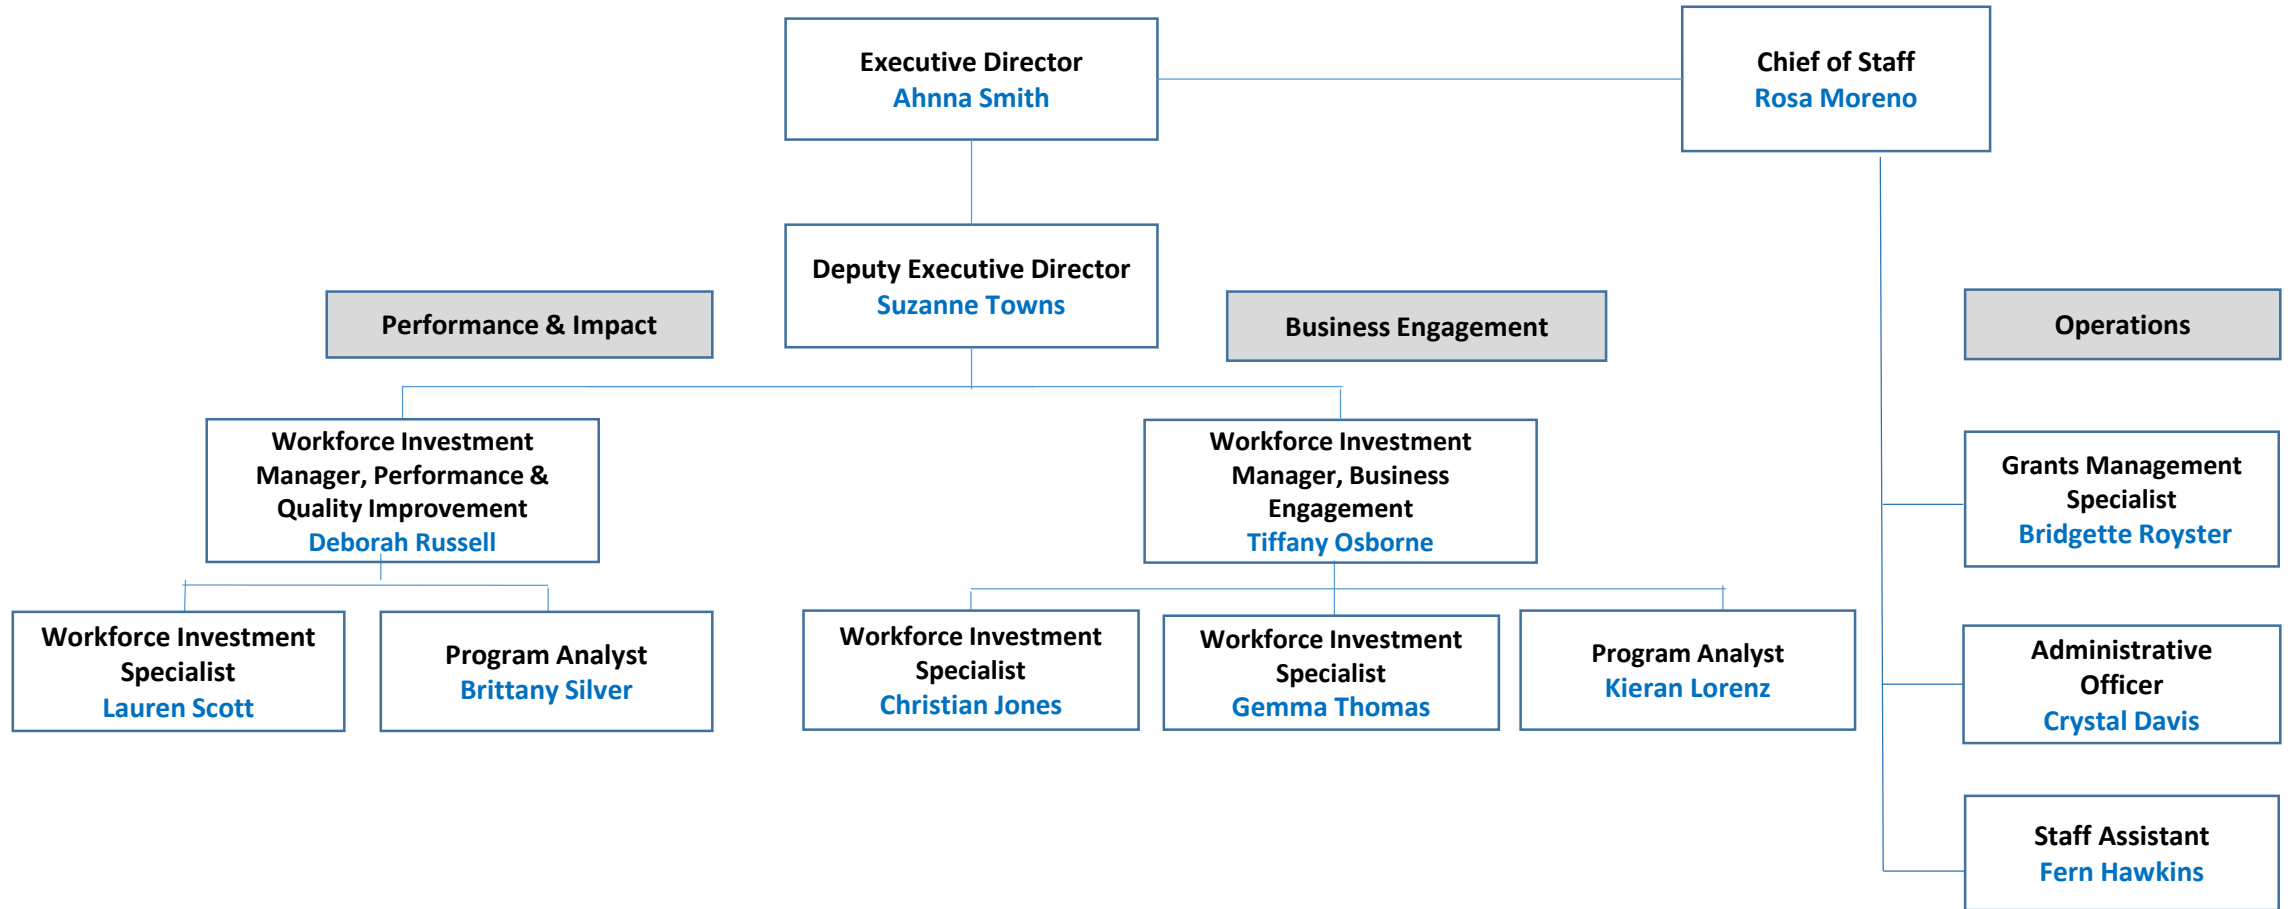 Executive Director
Ahnna Smith
Chief of Staff
Rosa Moreno
Deputy Executive Director
Suzanne Towns
Performance & Impact
Business Engagement
Operations
Workforce Investment
Manager, Performance &
Quality Improvement
Deborah Russell
Workforce Investment
Manager, Business
Engagement
Tiffany Osborne
Grants Management
Specialist
Bridgette Royster
Workforce Investment
Specialist
Lauren Scott
Program Analyst
Brittany Silver
Workforce Investment
Specialist
Christian Jones
Workforce Investment
Specialist
Gemma Thomas
Program Analyst
Kieran Lorenz
Administrative
Officer
Crystal Davis
Staff Assistant
Fern Hawkins